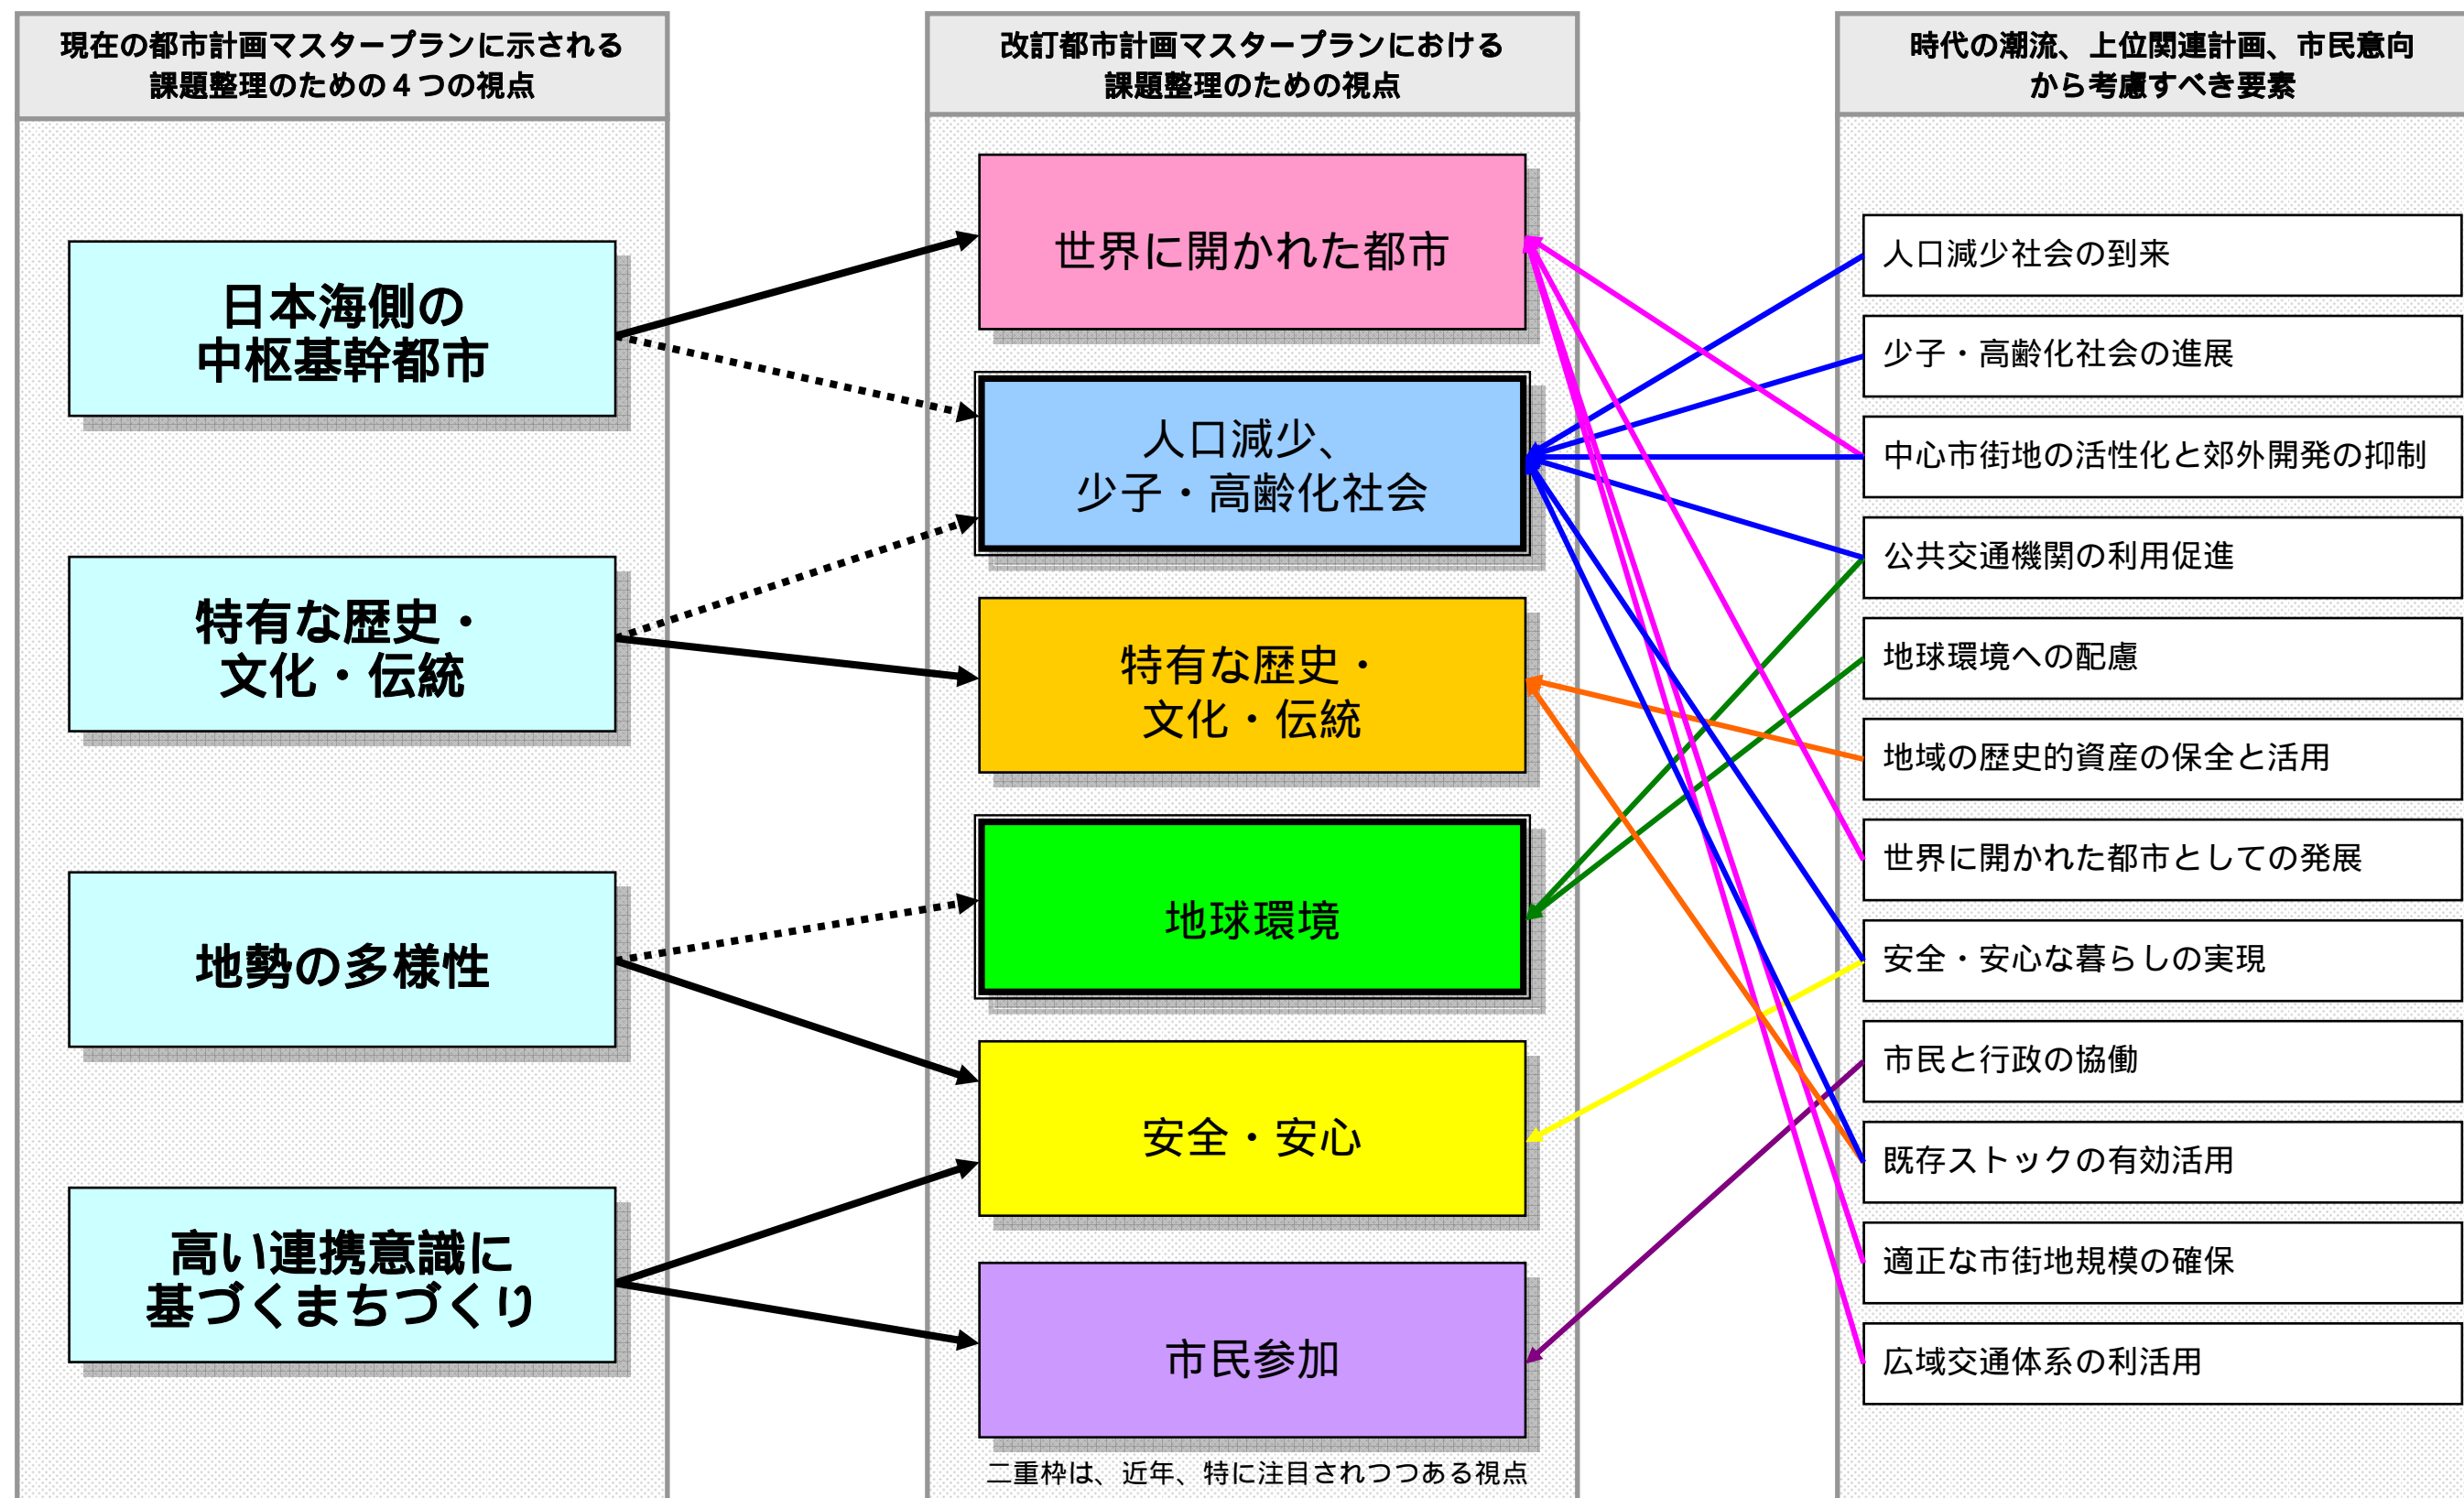 現在の都市計画マスタープランに示される
課題整理のための４つの視点
日本海側の
中枢基幹都市
特有な歴史・
文化・伝統
地勢の多様性
高い連携意識に
基づくまちづくり
改訂都市計画マスタープランにおける
課題整理のための視点
世界に開かれた都市
人口減少、
少子・高齢化社会
特有な歴史・
文化・伝統
地球環境
安全・安心
市民参加
二重枠は、近年、特に注目されつつある視点
時代の潮流、上位関連計画、市民意向
から考慮すべき要素
人口減少社会の到来
少子・高齢化社会の進展
中心市街地の活性化と郊外開発の抑制
公共交通機関の利用促進
地球環境への配慮
地域の歴史的資産の保全と活用
世界に開かれた都市としての発展
安全・安心な暮らしの実現
市民と行政の協働
既存ストックの有効活用
適正な市街地規模の確保
広域交通体系の利活用